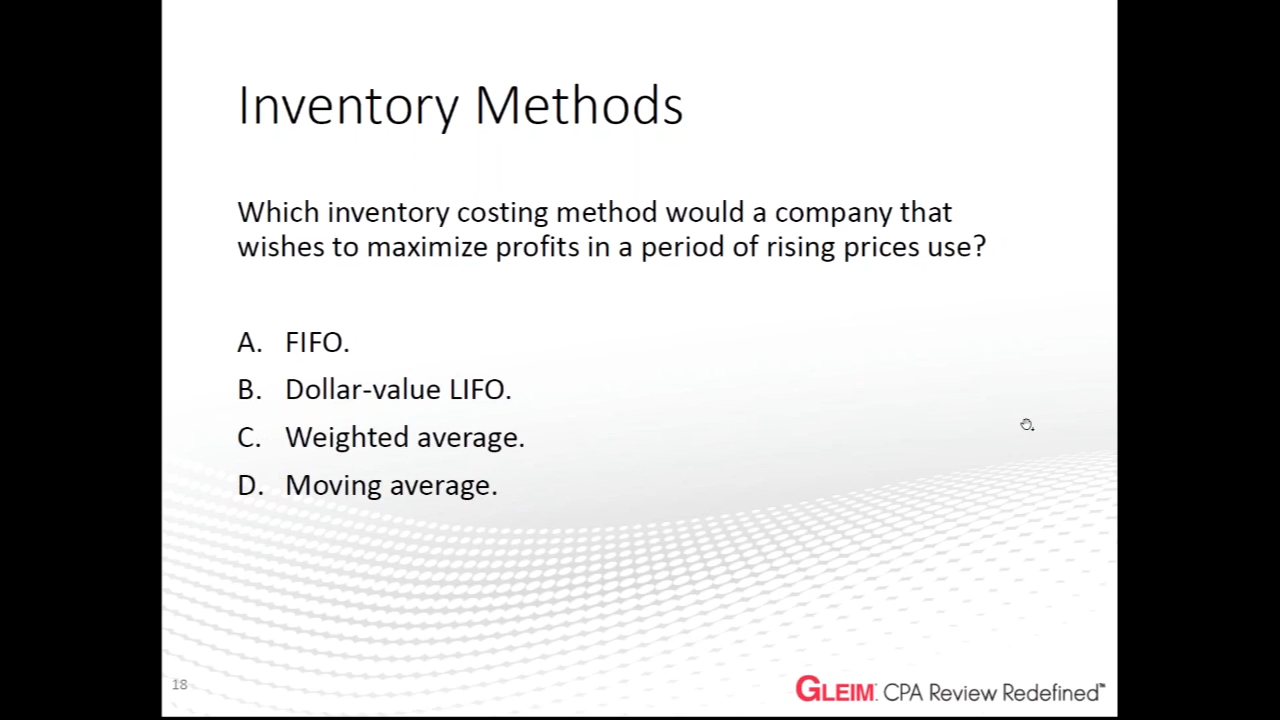 Inventory Methods
Which inventory costing method would a company that
wishes to maximize profits in a period of rising prices use?
A. FIFO.
B. Dollar-value LIFO.
C. Weighted average.
D. Moving average.
18
GLEIM. CPA Review Redefined™